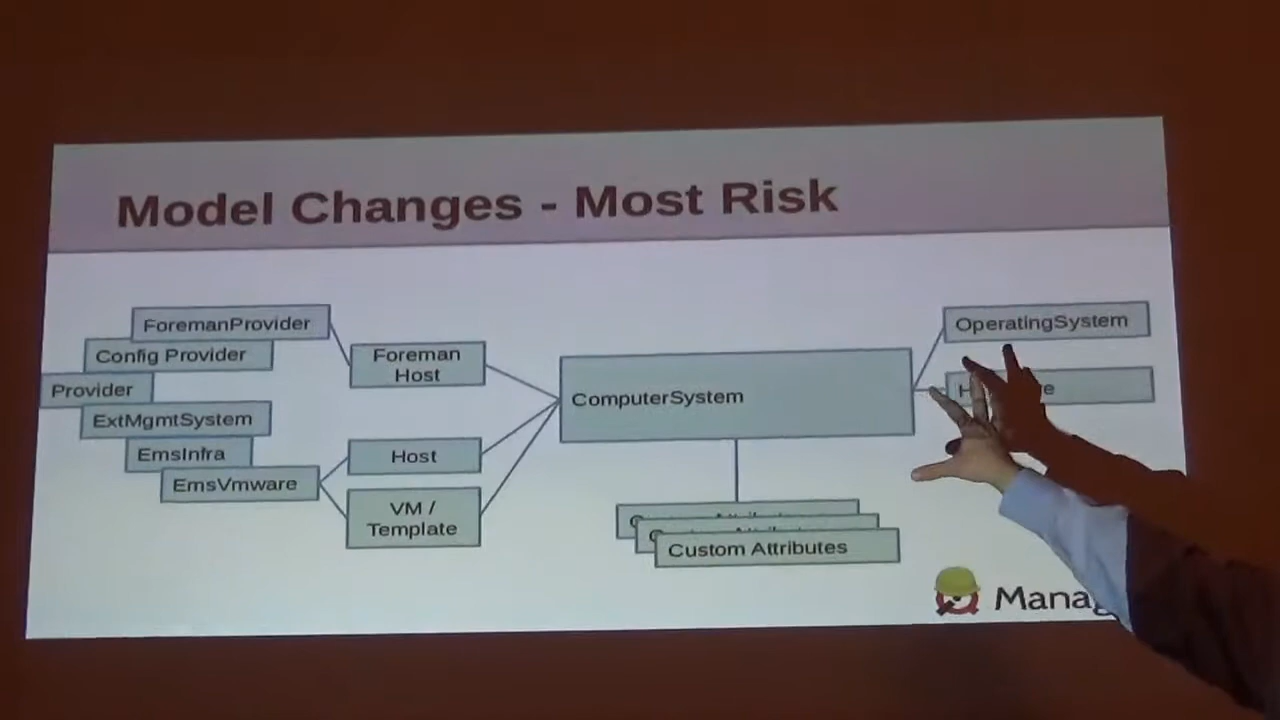 Model Changes - Most Risk
ForemanProvider
Config Provider
Provider
ExtMgmtSystem
EmsInfra
EmsVmware
Foreman
Host
Host
VM /
Template
ComputerSystem
OperatingSystem
Custom Attributes